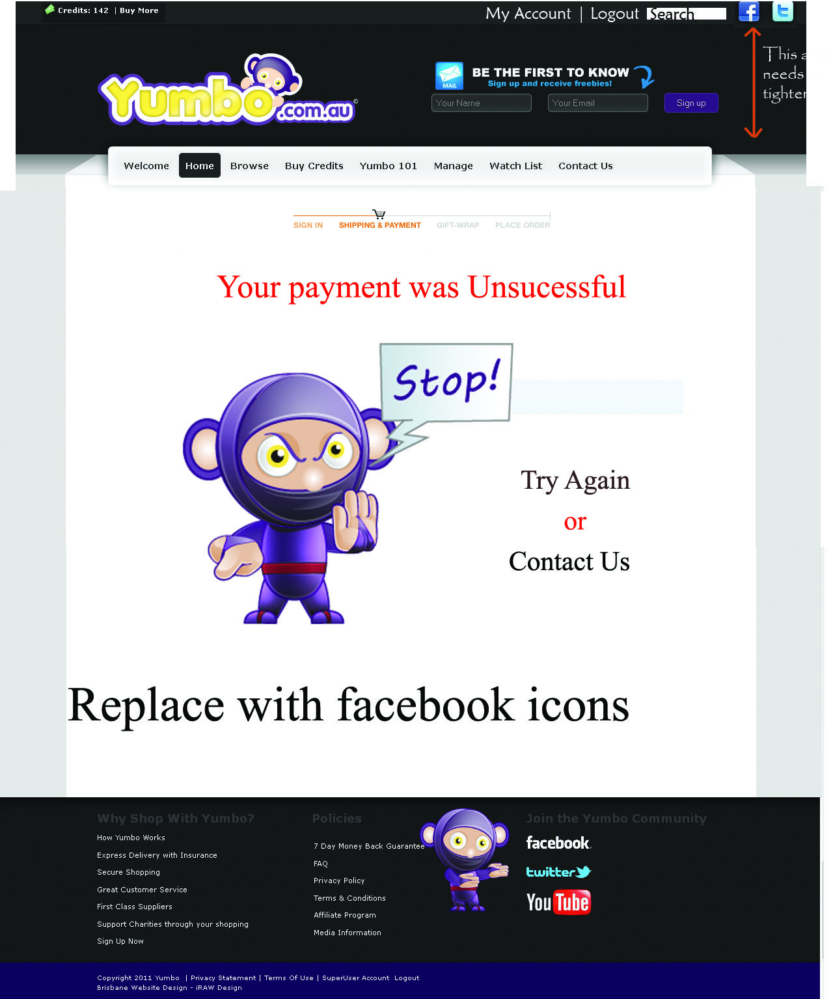 Credits: 142 | Buy More
My Account | Logout Search
This a
needs
tighter
Yumbo.com.au©
MAIL
BE THE FIRST TO KNOW
Sign up and receive freebies!
Your Name Your Email Sign up
Welcome Home Browse Buy Credits Yumbo 101 Manage Watch List Contact Us
SIGN IN SHIPPING & PAYMENT GIFT-WRAP PLACE ORDER
Your payment was Unsucessful
Stop!
Try Again
or
Contact Us
Replace with facebook icons
Why Shop With Yumbo?
How Yumbo Works
Express Delivery with Insurance
Secure Shopping
Great Customer Service
First Class Suppliers
Support Charities through your shopping
Sign Up Now
Policies
7 Day Money Back Guarantee
FAQ
Privacy Policy
Terms & Conditions
Affiliate Program
Media Information
Join the Yumbo Community
facebook.
twitter
YouTube
Copyright 2011 Yumbo | Privacy Statement | Terms Of Use | SuperUser Account Logout
Brisbane Website Design - iRAW Design